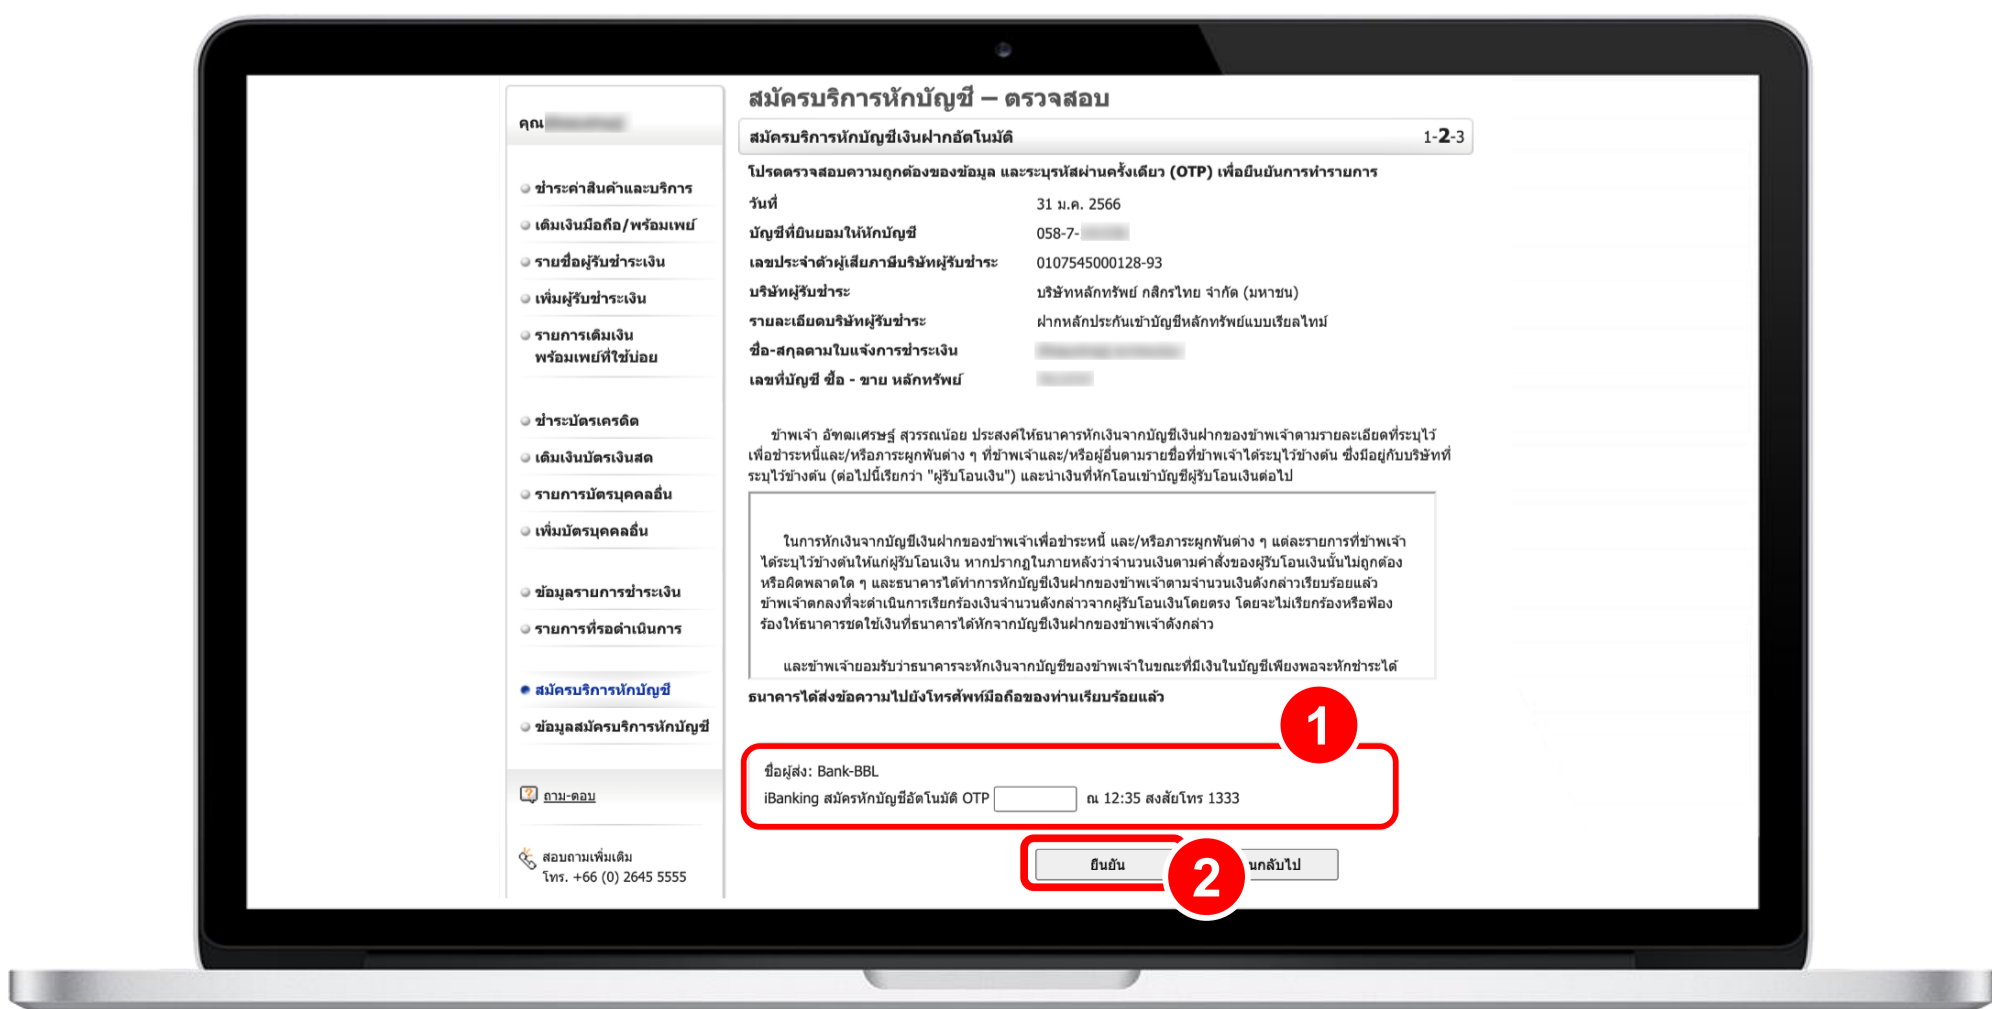 คุณ
ชำระค่าสินค้าและบริการ
เติมเงินมือถือ/พร้อมเพย์
รายชื่อผู้รับชำระเงิน
เพิ่มผู้รับชำระเงิน
รายการเติมเงิน
พร้อมเพย์ที่ใช้บ่อย
ชำระบัตรเครดิต
เติมเงินบัตรเงินสด
รายการบัตรบุคคลอื่น
เพิ่มบัตรบุคคลอื่น
ข้อมูลรายการชำระเงิน
รายการที่รอดำเนินการ
สมัครบริการหักบัญชี
ข้อมูลสมัครบริการหักบัญชี
ถาม-ตอบ
สอบถามเพิ่มเติม
โทร. +66 (0) 2645 5555
สมัครบริการหักบัญชี – ตรวจสอบ
สมัครบริการหักบัญชีเงินฝากอัตโนมัติ 1-2-3
โปรดตรวจสอบความถูกต้องของข้อมูล และระบุรหัสผ่านครั้งเดียว (OTP) เพื่อยืนยันการทำรายการ
วันที่ 31 ม.ค. 2566
บัญชีที่ยินยอมให้หักบัญชี 058-7-
เลขประจำตัวผู้เสียภาษีบริษัทผู้รับชำระ 0107545000128-93
บริษัทผู้รับชำระ บริษัทหลักทรัพย์ กสิกรไทย จำกัด (มหาชน)
รายละเอียดบริษัทผู้รับชำระ ฝากหลักประกันเข้าบัญชีหลักทรัพย์แบบเรียลไทม์
ชื่อ-สกุลตามใบแจ้งการชำระเงิน
เลขที่บัญชี ซื้อ - ขาย หลักทรัพย์
ข้าพเจ้า อัฑฒเศรษฐ์ สุวรรณน้อย ประสงค์ให้ธนาคารหักเงินจากบัญชีเงินฝากของข้าพเจ้าตามรายละเอียดที่ระบุไว้
เพื่อชำระหนี้และ/หรือภาระผูกพันต่าง ๆ ที่ข้าพเจ้าและ/หรือผู้อื่นตามรายชื่อที่ข้าพเจ้าได้ระบุไว้ข้างต้น ซึ่งมีอยู่กับบริษัทที่
ระบุไว้ข้างต้น (ต่อไปนี้เรียกว่า "ผู้รับโอนเงิน") และนำเงินที่หักโอนเข้าบัญชีผู้รับโอนเงินต่อไป
ในการหักเงินจากบัญชีเงินฝากของข้าพเจ้าเพื่อชำระหนี้ และ/หรือภาระผูกพันต่าง ๆ แต่ละรายการที่ข้าพเจ้า
ได้ระบุไว้ข้างต้นให้แก่ผู้รับโอนเงิน หากปรากฏในภายหลังว่าจำนวนเงินตามคำสั่งของผู้รับโอนเงินนั้นไม่ถูกต้อง
หรือผิดพลาดใด ๆ และธนาคารได้ทำการหักบัญชีเงินฝากของข้าพเจ้าตามจำนวนเงินดังกล่าวเรียบร้อยแล้ว
ข้าพเจ้าตกลงที่จะดำเนินการเรียกร้องเงินจำนวนดังกล่าวจากผู้รับโอนเงินโดยตรง โดยจะไม่เรียกร้องหรือฟ้อง
ร้องให้ธนาคารชดใช้เงินที่ธนาคารได้หักจากบัญชีเงินฝากของข้าพเจ้าดังกล่าว
และข้าพเจ้ายอมรับว่าธนาคารจะหักเงินจากบัญชีของข้าพเจ้าในขณะที่มีเงินในบัญชีเพียงพอจะหักชำระได้
ธนาคารได้ส่งข้อความไปยังโทรศัพท์มือถือของท่านเรียบร้อยแล้ว
1
ชื่อผู้ส่ง: Bank-BBL
iBanking สมัครหักบัญชีอัตโนมัติ OTP ณ 12:35 สงสัยโทร 1333
ยืนยัน 2 นกลับไป